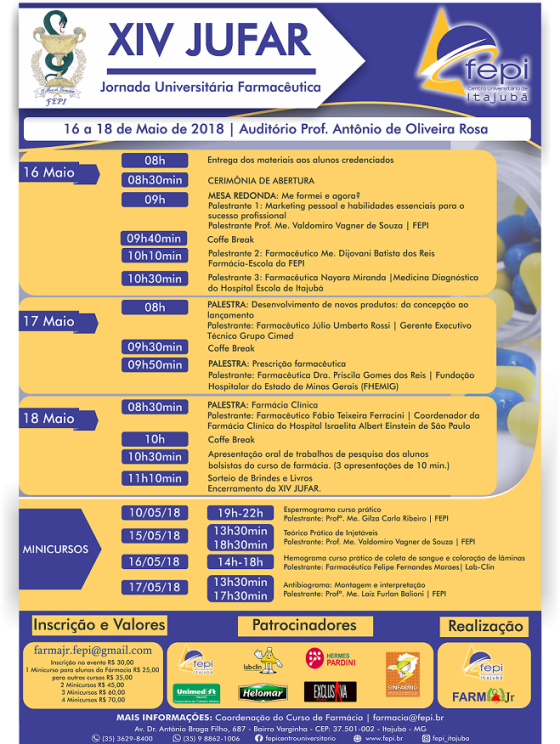 XIV JUFAR
Jornada Universitária Farmacêutica
FEPI
fepi
Centro Universitário de
Itajubá
16 a 18 de Maio de 2018 | Auditório Prof. Antônio de Oliveira Rosa
16 Maio
08h Entrega dos materiais aos alunos credenciados
08h30min CERIMÔNIA DE ABERTURA
09h MESA REDONDA: Me formei e agora?
Palestrante 1: Marketing pessoal e habilidades essenciais para o
sucesso profissional
Palestrante Prof. Me. Valdomiro Vagner de Souza | FEPI
09h40min Coffe Break
10h10min Palestrante 2: Farmacêutico Me. Dijovani Batista dos Reis
Farmácia-Escola da FEPI
10h30min Palestrante 3: Farmacêutica Nayara Miranda |Medicina Diagnóstica
do Hospital Escola de Itajubá
17 Maio
08h PALESTRA: Desenvolvimento de novos produtos: da concepção ao
lançamento
Palestrante: Farmacêutico Júlio Umberto Rossi | Gerente Executivo
Técnico Grupo Cimed
09h30min Coffe Break
09h50min PALESTRA: Prescrição farmacêutica
Palestrante: Farmacêutica Dra. Priscila Gomes dos Reis | Fundação
Hospitalar do Estado de Minas Gerais (FHEMIG)
18 Maio
08h30min PALESTRA: Farmácia Clínica
Palestrante: Farmacêutico Fábio Teixeira Ferracini | Coordenador da
Farmácia Clínica do Hospital Israelita Albert Einstein de São Paulo
10h Coffe Break
10h30min Apresentação oral de trabalhos de pesquisa dos alunos
bolsistas do curso de farmácia. (3 apresentações de 10 min.)
11h10min Sorteio de Brindes e Livros
Encerramento da XIV JUFAR.
MINICURSOS
10/05/18 19h-22h Espermograma curso prático
Palestrante: Profª. Me. Gilza Carla Ribeiro | FEPI
15/05/18 13h30min
18h30min Teórico Prático de Injetáveis
Palestrante: Prof. Me. Valdomiro Vagner de Souza | FEPI
16/05/18 14h-18h Hemograma curso prático de coleta de sangue e coloração de lâminas
Palestrante: Farmacêutico Felipe Fernandes Moraes| Lab-Clin
17/05/18 13h30min
17h30min Antibiograma: Montagem e interpretação
Palestrante: Profª. Me. Laiz Furlan Balioni | FEPI
Inscrição e Valores
farmajr.fepi@gmail.com
Inscrição no evento R$ 30,00
1 Minicurso para alunos da Farmácia R$ 25,00
para outros cursos R$ 35,00
2 Minicursos R$ 45,00
3 Minicursos R$ 60,00
4 Minicursos R$ 70,00
Patrocinadores
fepi
Itajubá
labclin
HERMES
PARDINI
SINFARMIG
Unimed
Helomar
EXCLUSIVA
Realização
fepi
Itajubá
FARMA Jr
MAIS INFORMAÇÕES: Coordenação do Curso de Farmácia | farmacia@fepi.br
Av. Dr. Antônio Braga Filho, 687 - Bairro Varginha - CEP: 37.501-002 - Itajubá - MG
(35) 3629-8400 (35) 9 8862-1006 fepicentrouniversitario www.fepi.br fepi_itajuba